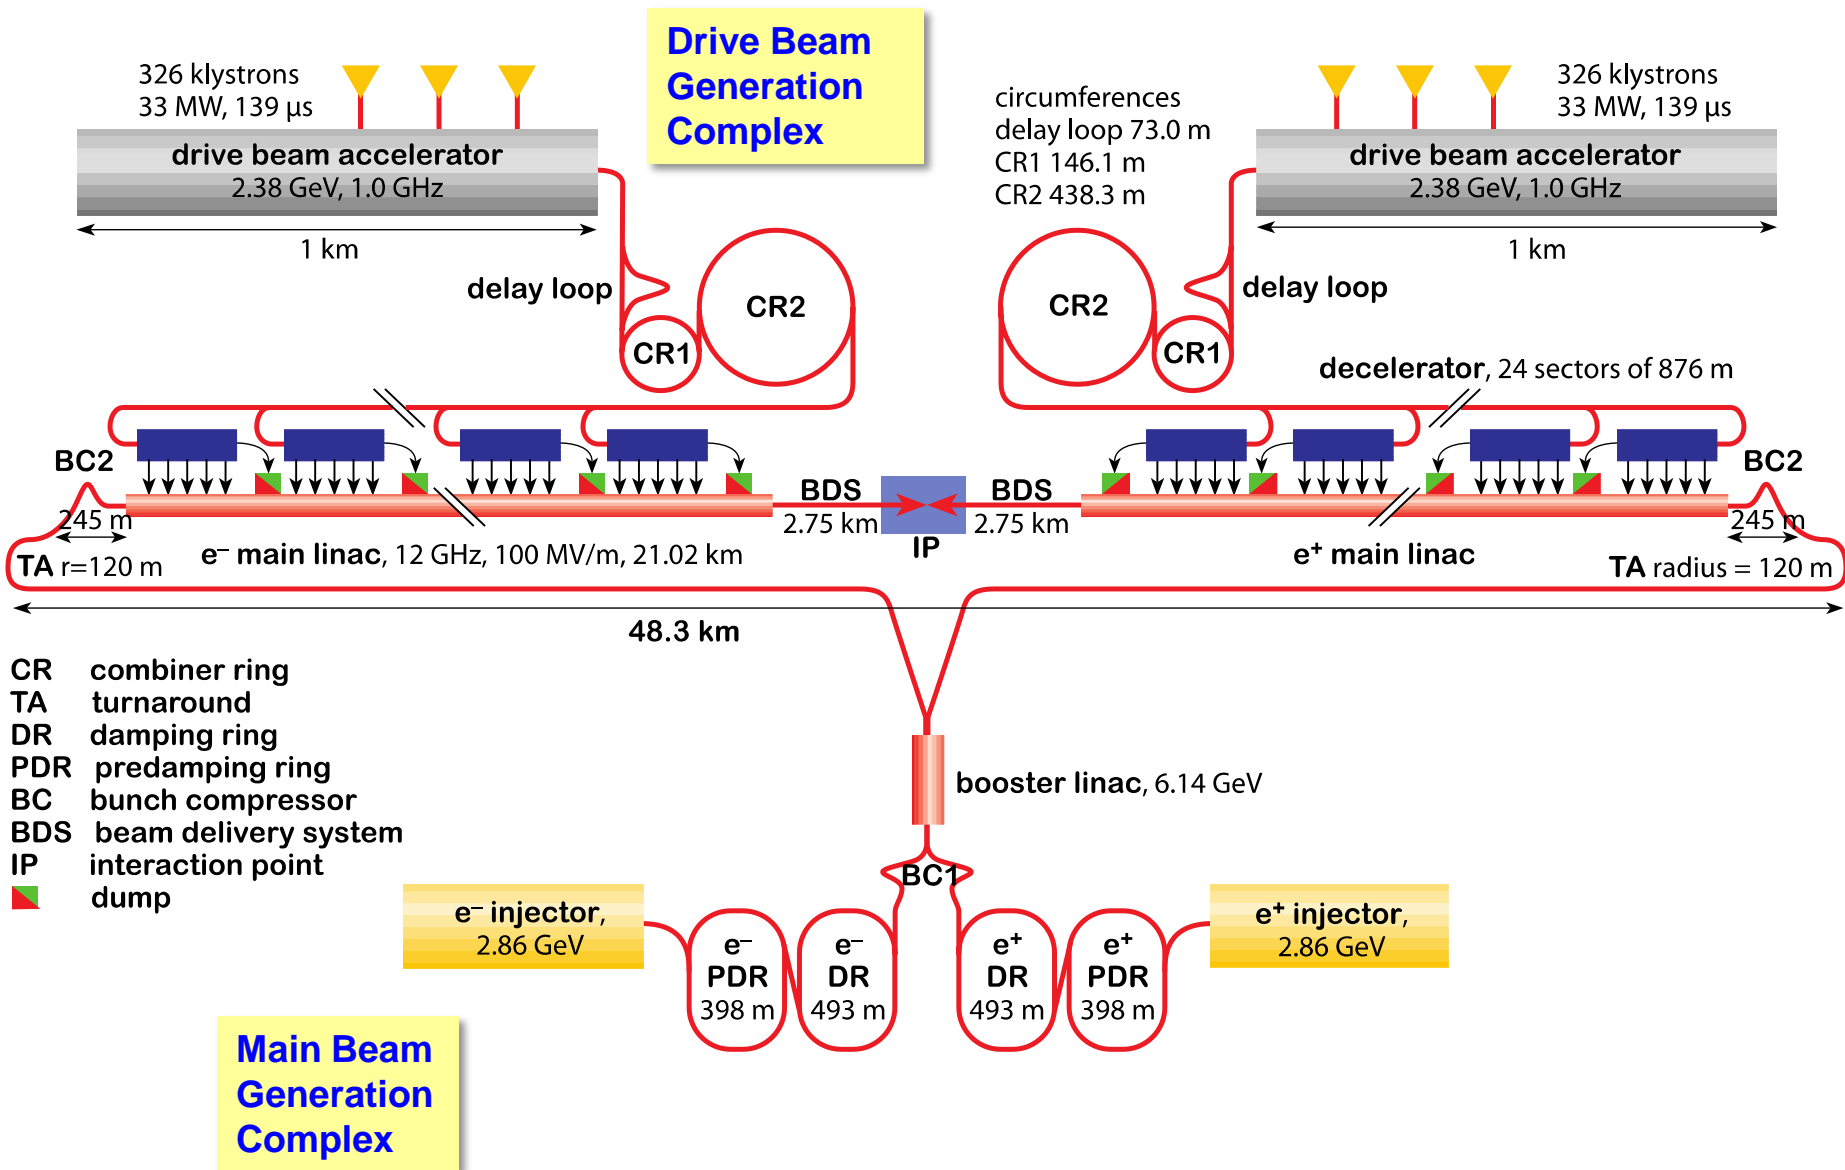 Drive Beam
Generation
Complex
326 klystrons
33 MW, 139 μs
drive beam accelerator
2.38 GeV, 1.0 GHz
1 km
circumferences
delay loop 73.0 m
CR1 146.1 m
CR2 438.3 m
326 klystrons
33 MW, 139 μs
drive beam accelerator
2.38 GeV, 1.0 GHz
1 km
delay loop
CR2
CR1
CR2
CR1
delay loop
decelerator, 24 sectors of 876 m
BC2
BC2
245 m
TA r=120 m
e⁻ main linac, 12 GHz, 100 MV/m, 21.02 km
BDS
2.75 km
IP
BDS
2.75 km
e⁺ main linac
245 m
TA radius = 120 m
48.3 km
CR combiner ring
TA turnaround
DR damping ring
PDR predamping ring
BC bunch compressor
BDS beam delivery system
IP interaction point
dump
booster linac, 6.14 GeV
BC1
e⁻ injector,
2.86 GeV
e⁻
PDR
398 m
e⁻
DR
493 m
e⁺
DR
493 m
e⁺
PDR
398 m
e⁺ injector,
2.86 GeV
Main Beam
Generation
Complex